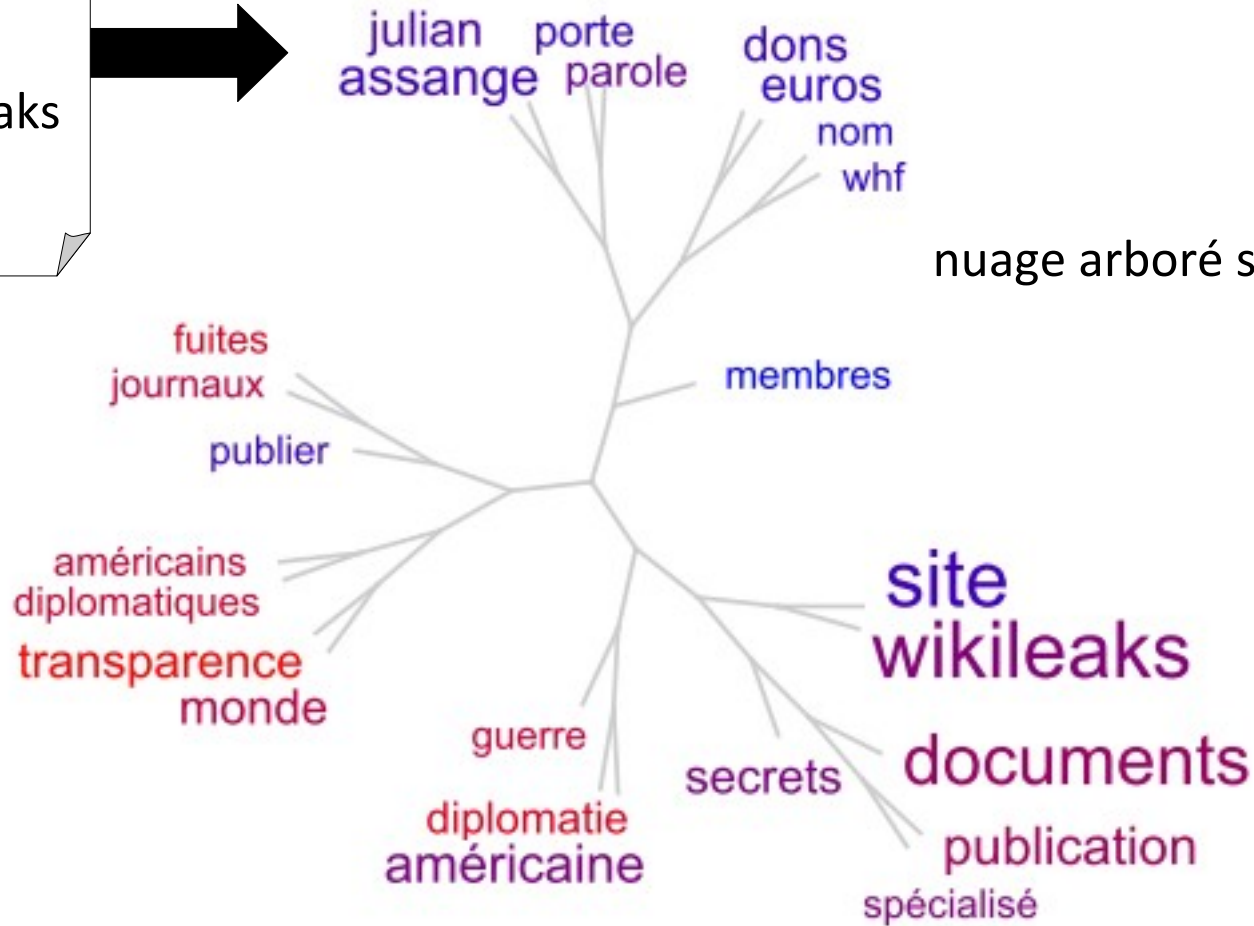 julian
assange
porte
parole
dons
euros
nom
whf
aks
nuage arboré s
fuites
journaux
publier
membres
américains
diplomatiques
transparence
monde
site
wikileaks
guerre
diplomatie
américaine
secrets
documents
publication
spécialisé